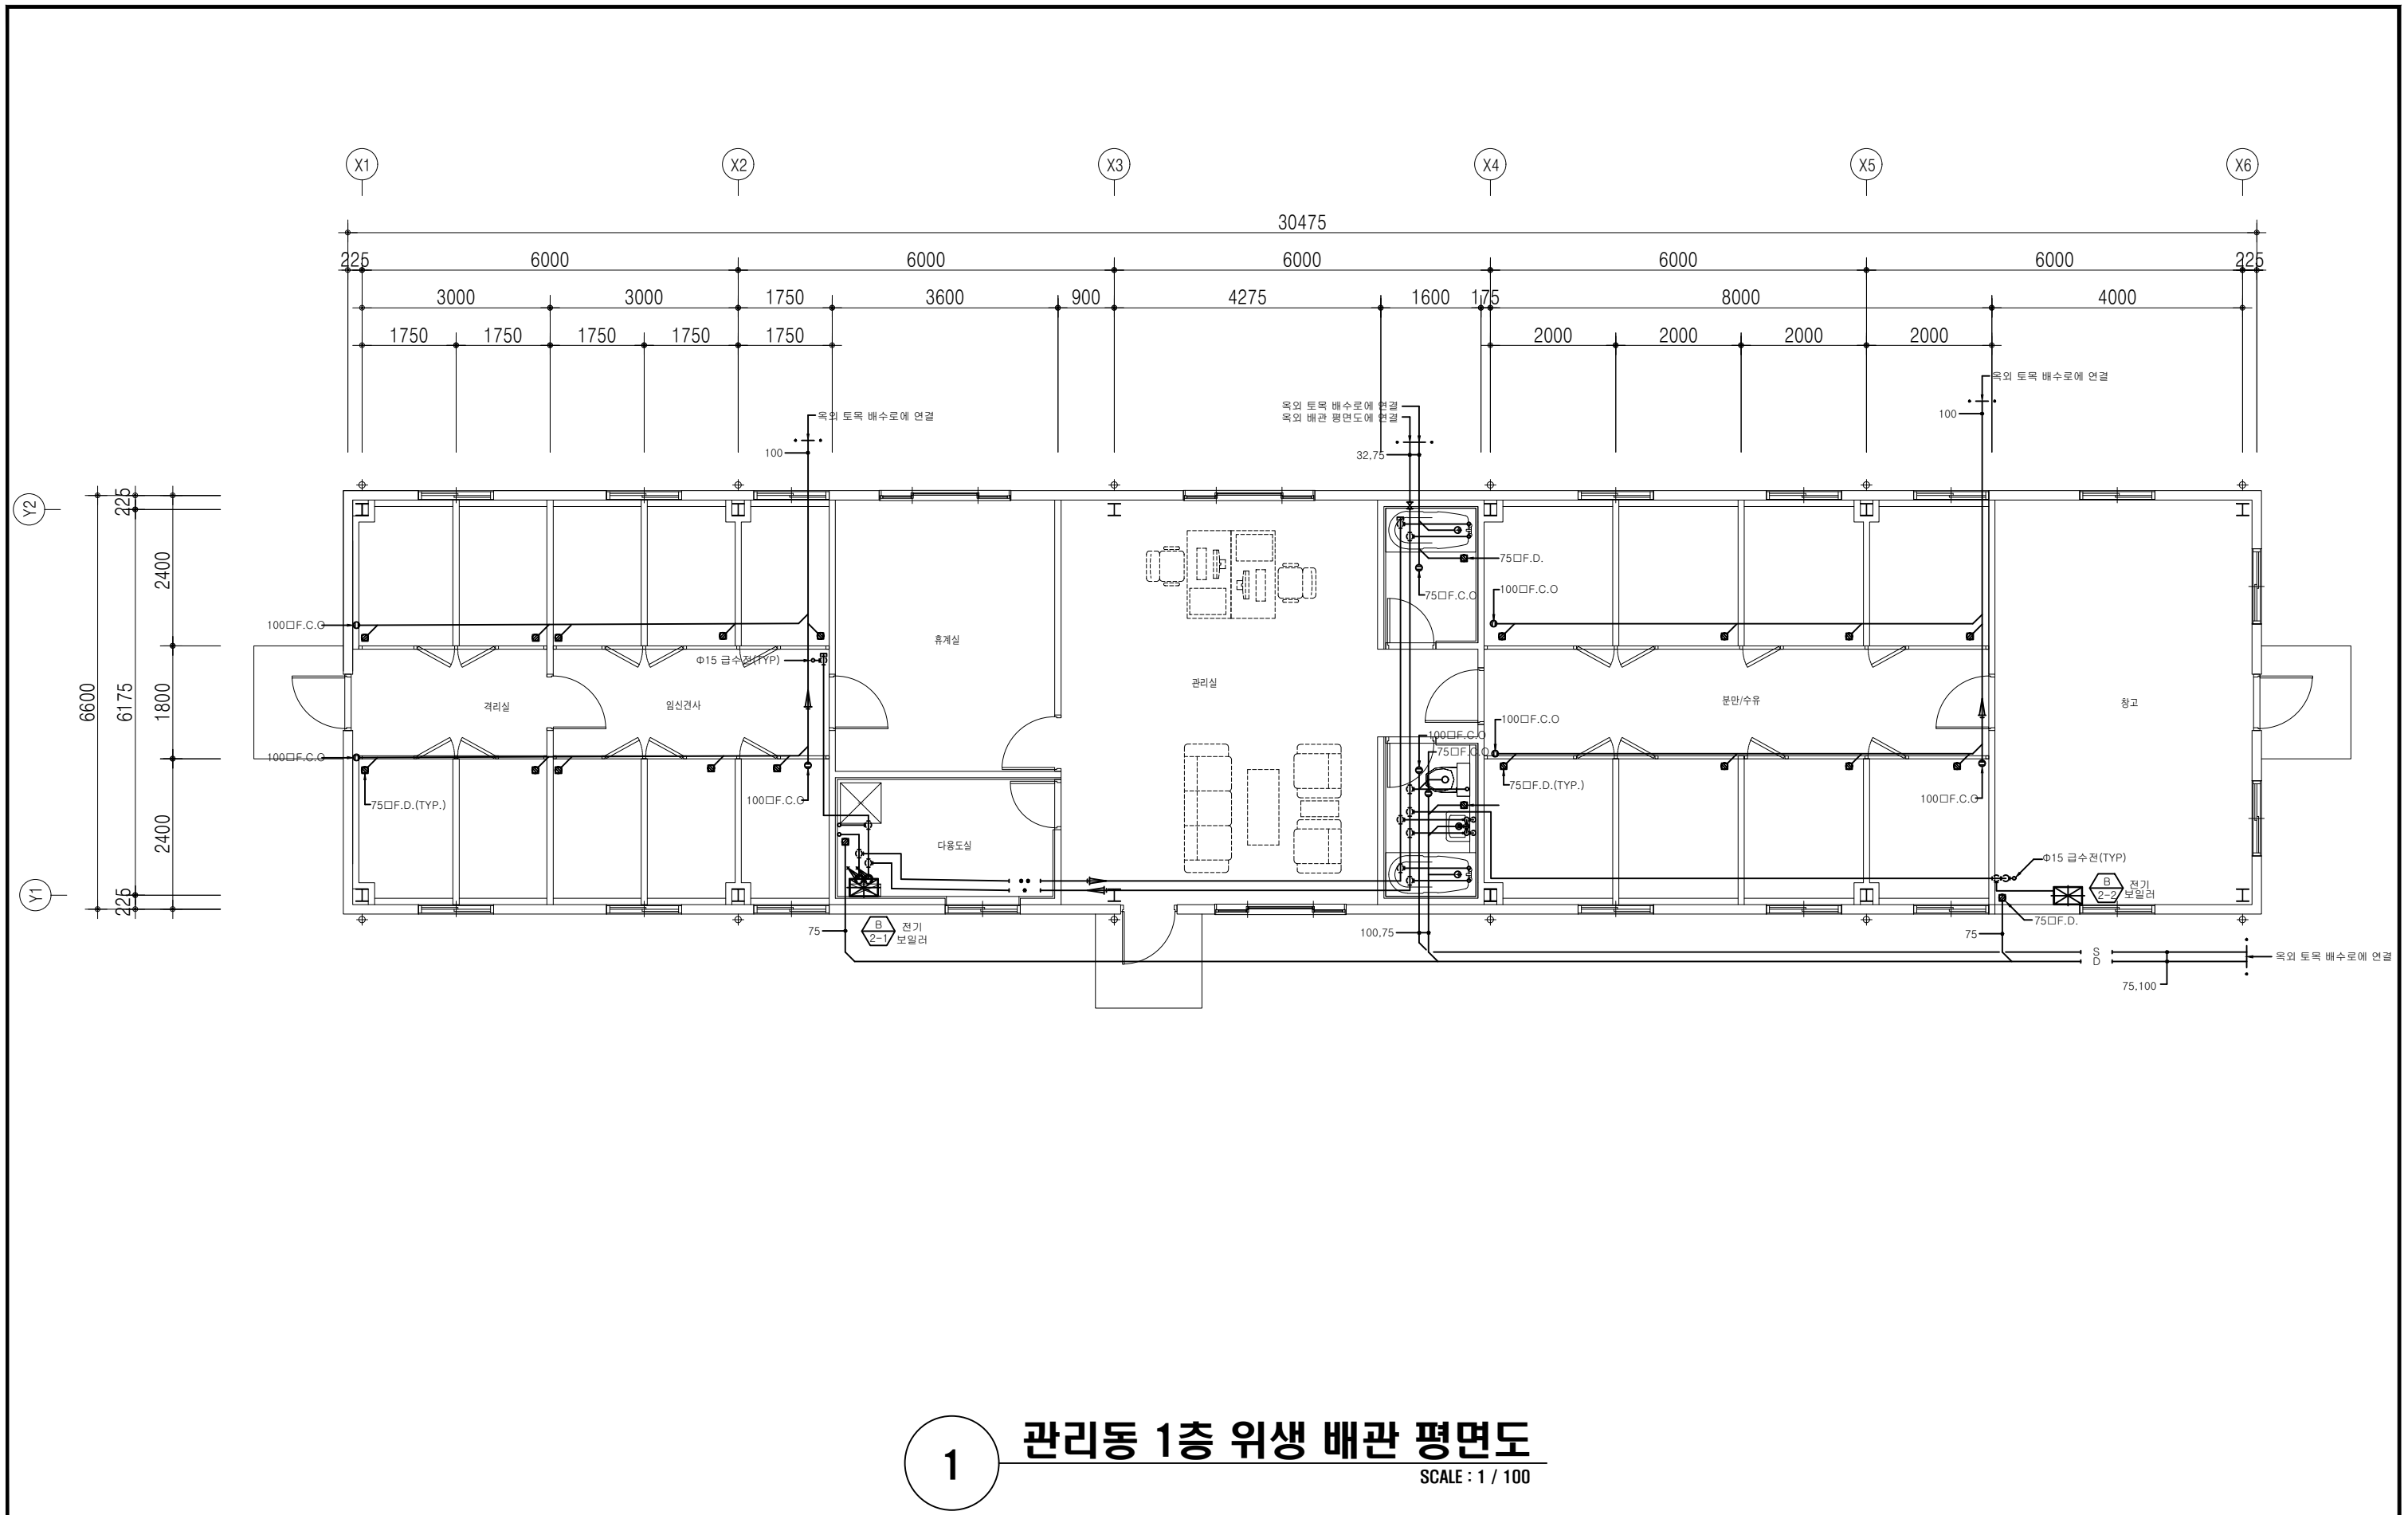 X1 X2 X3 X4 X5 X6
30475
225 6000 6000 6000 6000 6000 225
3000 3000 1750 3600 900 4275 1600 175 8000 4000
1750 1750 1750 1750 1750 2000 2000 2000 2000
옥외 토목 배수로에 연결
100
옥외 토목 배수로에 연결
옥외 배관 평면도에 연결
32,75
옥외 토목 배수로에 연결
100
Y2
Y1
6600
225
6175
225
2400
1800
2400
100□F.C.O
100□F.C.O
75□F.D.(TYP.)
격리실
임신견사
Φ15 급수전(TYP)
100□F.C.O
휴계실
다용도실
관리실
75□F.D.
75□F.C.O
100□F.C.O
100□F.C.O
100□F.C.O
75□F.C.O
75□F.D.(TYP.)
분만/수유
100□F.C.O
창고
Φ15 급수전(TYP)
B
2-2
전기
보일러
75□F.D.
75
B
2-1
전기
보일러
100,75
75
S
D
옥외 토목 배수로에 연결
75,100
1
관리동 1층 위생 배관 평면도
SCALE : 1 / 100